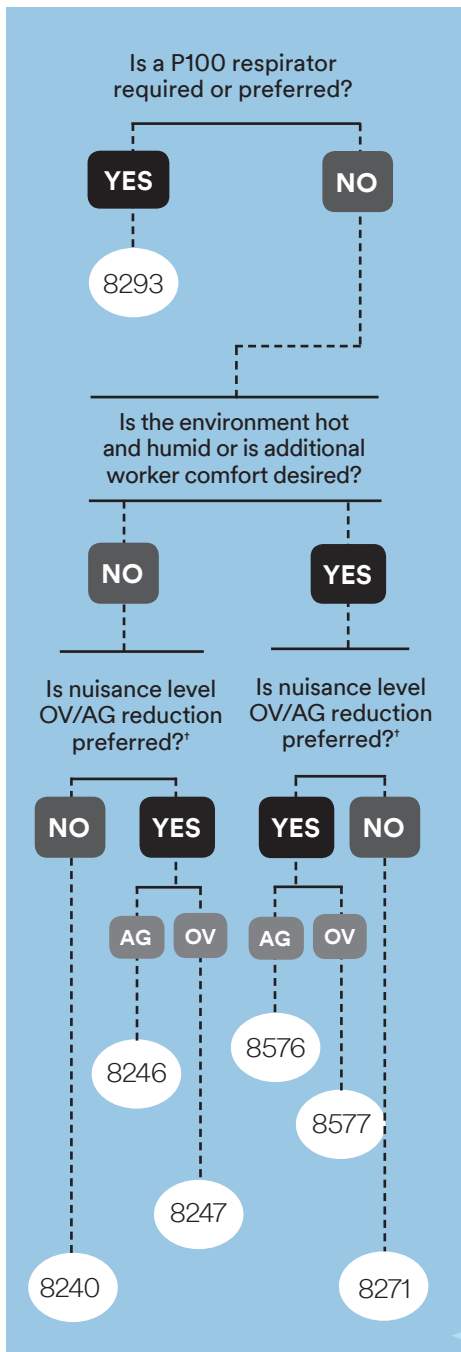 Is a P100 respirator
required or preferred?
YES
NO
8293
Is the environment hot
and humid or is additional
worker comfort desired?
NO
YES
Is nuisance level
OV/AG reduction
preferred?†
Is nuisance level
OV/AG reduction
preferred?†
NO
YES
YES
NO
AG
OV
AG
OV
8246
8576
8577
8247
8240
8271